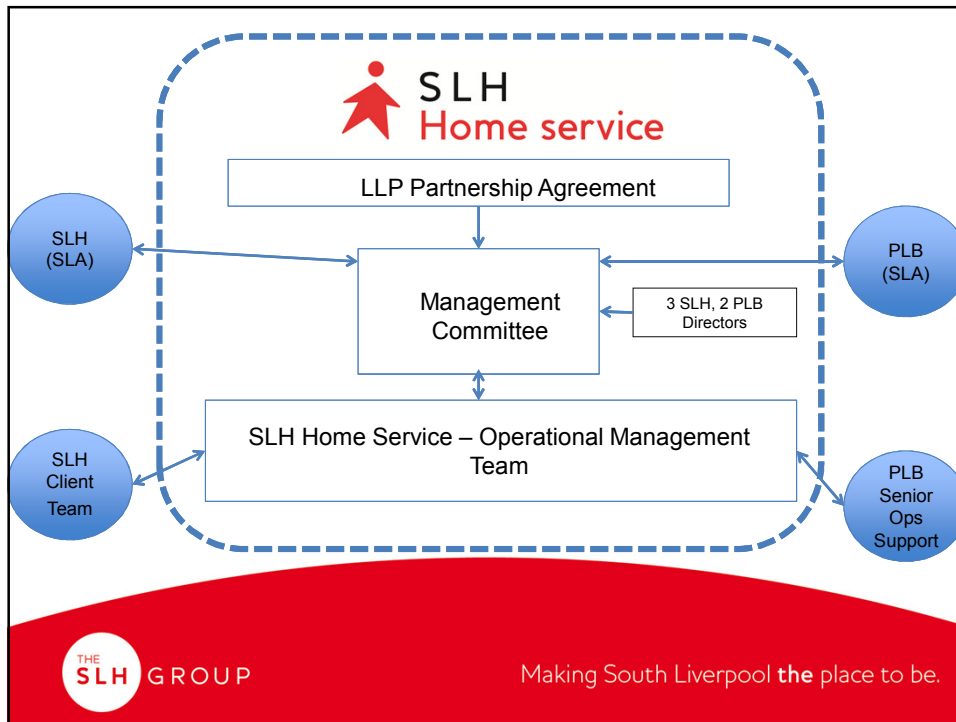 SLH
Home service
LLP Partnership Agreement
SLH
(SLA)
PLB
(SLA)
Management
Committee
3 SLH, 2 PLB
Directors
SLH Home Service – Operational Management
Team
SLH
Client
Team
PLB
Senior
Ops
Support
THE
SLH GROUP
Making South Liverpool the place to be.